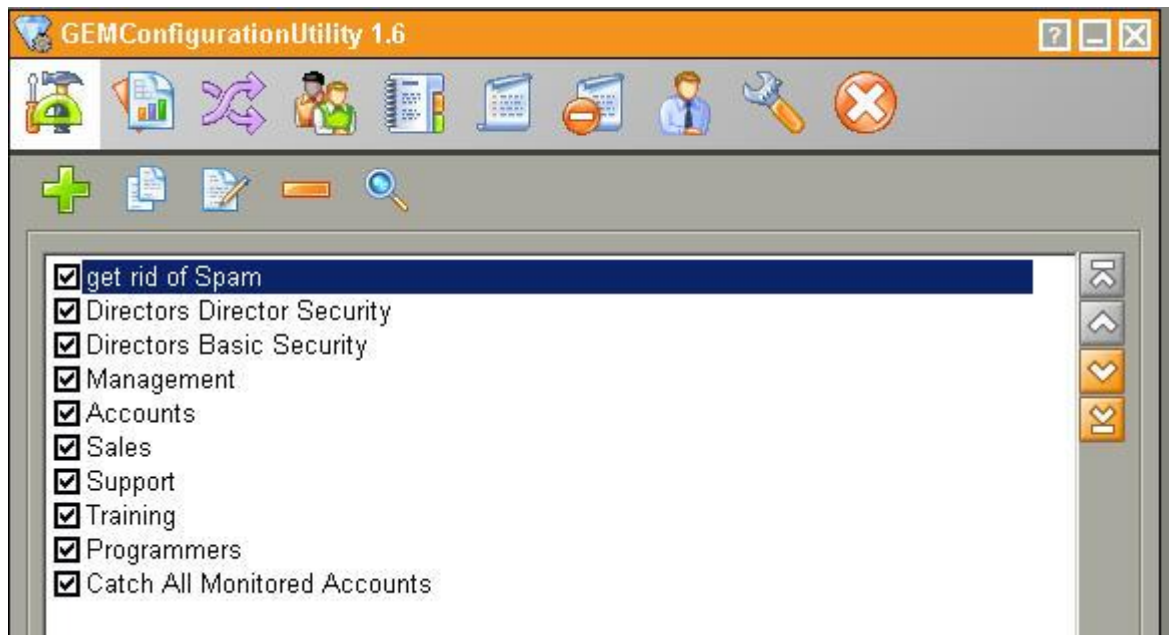 GEMConfigurationUtility 1.6
get rid of Spam
Directors Director Security
Directors Basic Security
Management
Accounts
Sales
Support
Training
Programmers
Catch All Monitored Accounts